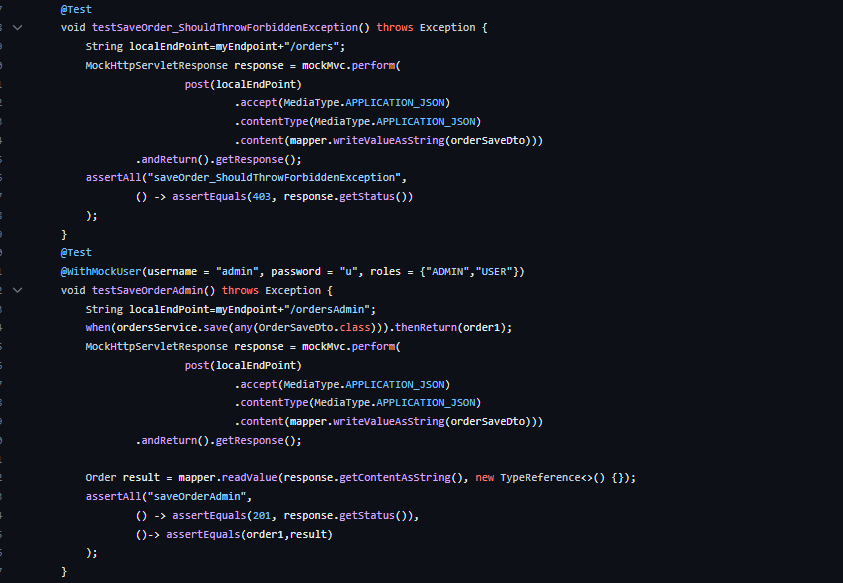 @Test
void testSaveOrder_ShouldThrowForbiddenException() throws Exception {
String localEndPoint=myEndpoint+"/orders";
MockHttpServletResponse response = mockMvc.perform(
post(localEndPoint)
.accept(MediaType.APPLICATION_JSON)
.contentType(MediaType.APPLICATION_JSON)
.content(mapper.writeValueAsString(orderSaveDto)))
.andReturn().getResponse();
assertAll("saveOrder_ShouldThrowForbiddenException",
() -> assertEquals(403, response.getStatus())
);
}
@Test
@WithMockUser(username = "admin", password = "u", roles = {"ADMIN","USER"})
void testSaveOrderAdmin() throws Exception {
String localEndPoint=myEndpoint+"/ordersAdmin";
when(ordersService.save(any(OrderSaveDto.class))).thenReturn(order1);
MockHttpServletResponse response = mockMvc.perform(
post(localEndPoint)
.accept(MediaType.APPLICATION_JSON)
.contentType(MediaType.APPLICATION_JSON)
.content(mapper.writeValueAsString(orderSaveDto)))
.andReturn().getResponse();
Order result = mapper.readValue(response.getContentAsString(), new TypeReference<>() {});
assertAll("saveOrderAdmin",
() -> assertEquals(201, response.getStatus()),
()-> assertEquals(order1,result)
);
}